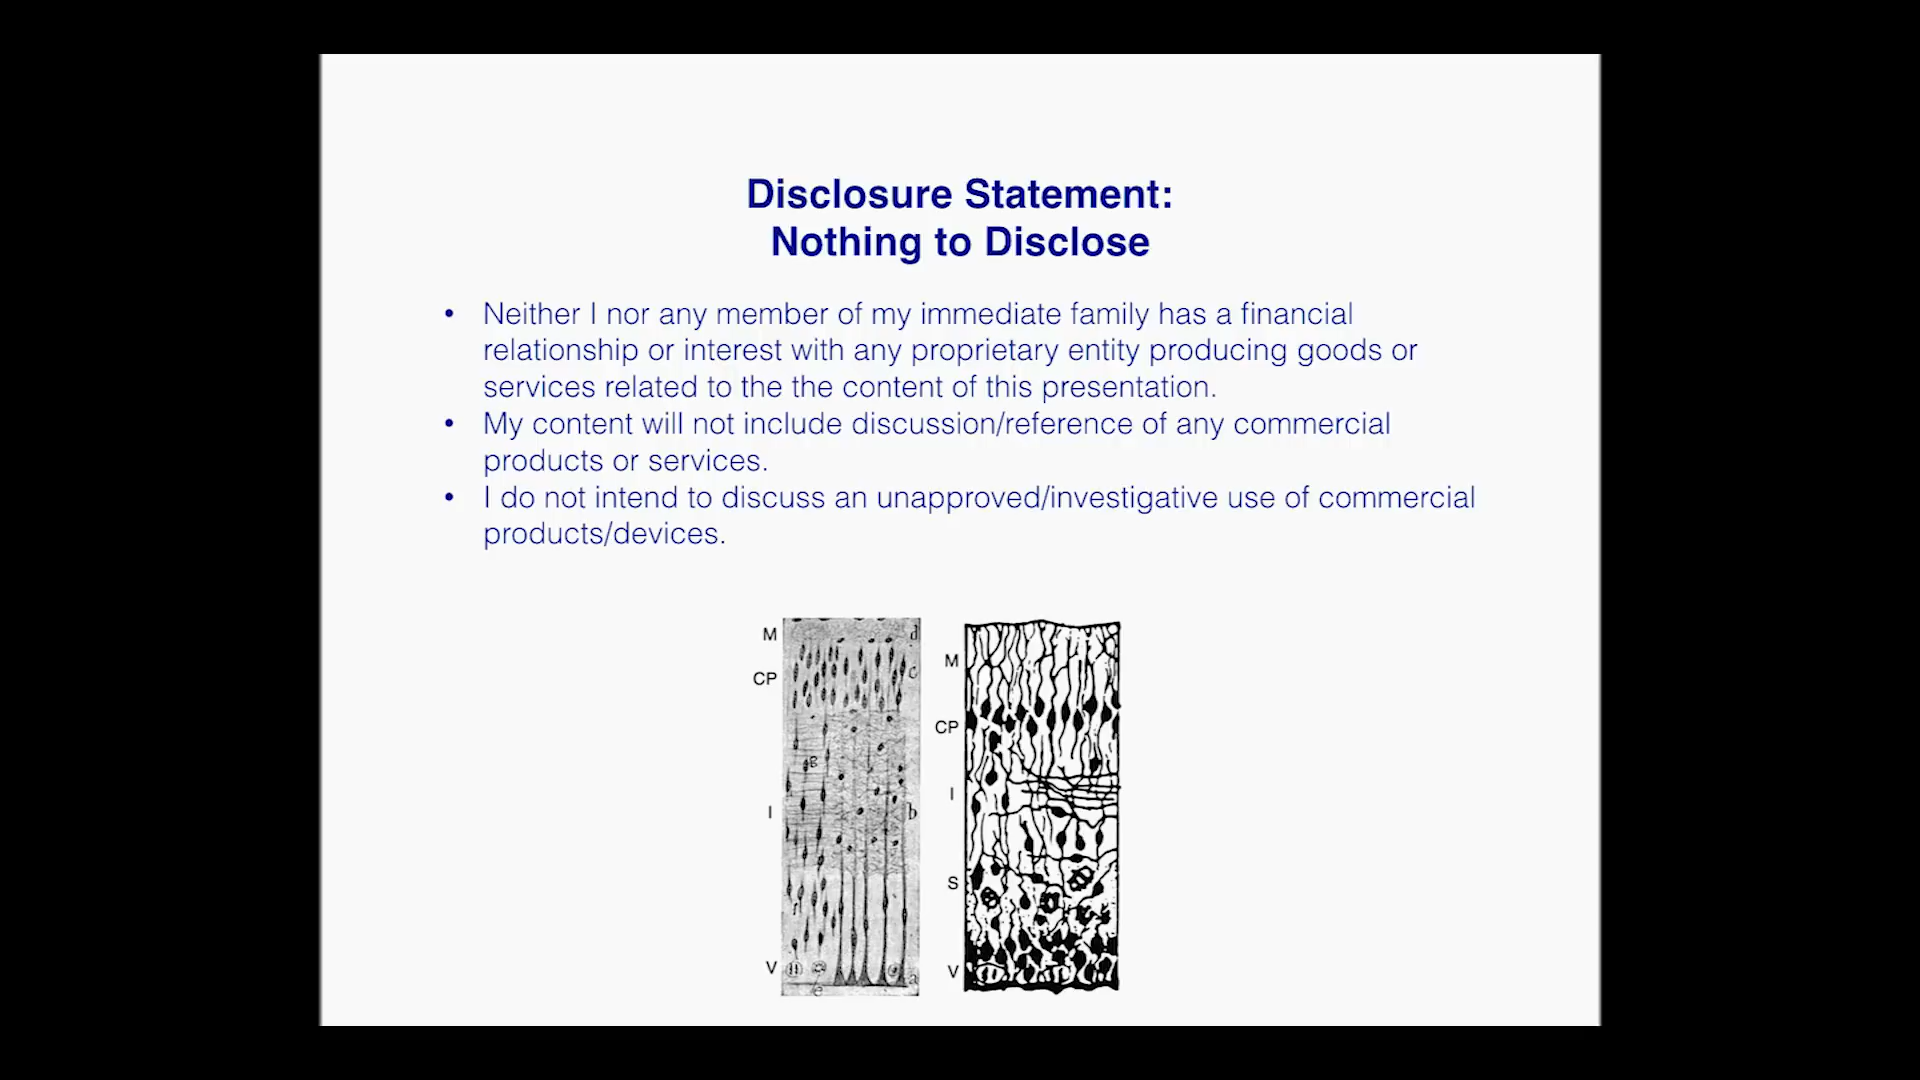 Disclosure Statement:
Nothing to Disclose
• Neither I nor any member of my immediate family has a financial
relationship or interest with any proprietary entity producing goods or
services related to the the content of this presentation.
• My content will not include discussion/reference of any commercial
products or services.
• I do not intend to discuss an unapproved/investigative use of commercial
products/devices.
M
CP
I
V
d
c
B
b
f
a
e
M
CP
I
S
V